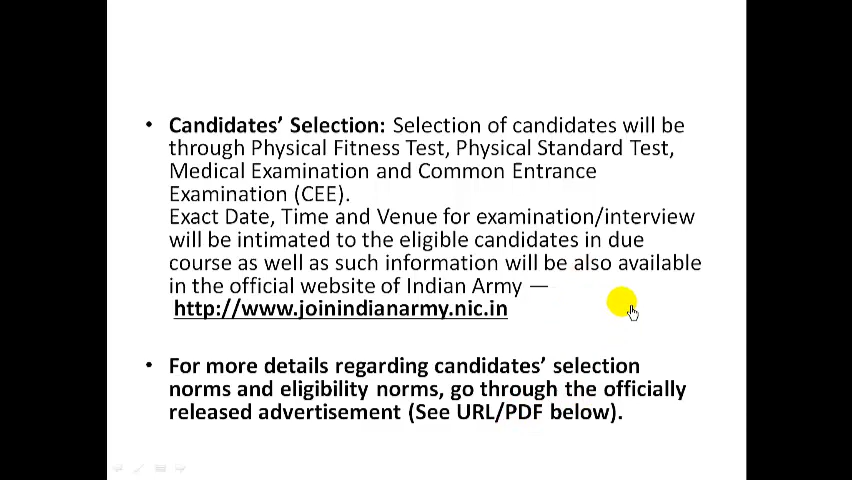 • Candidates' Selection: Selection of candidates will be
through Physical Fitness Test, Physical Standard Test,
Medical Examination and Common Entrance
Examination (CEE).
Exact Date, Time and Venue for examination/interview
will be intimated to the eligible candidates in due
course as well as such information will be also available
in the official website of Indian Army —
http://www.joinindianarmy.nic.in
• For more details regarding candidates' selection
norms and eligibility norms, go through the officially
released advertisement (See URL/PDF below).